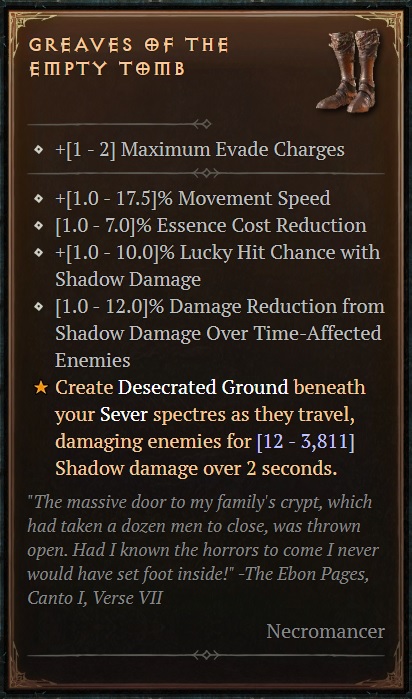 GREAVES OF THE
EMPTY TOMB
+[1 - 2] Maximum Evade Charges
+[1.0 - 17.5]% Movement Speed
[1.0 - 7.0]% Essence Cost Reduction
+[1.0 - 10.0]% Lucky Hit Chance with
Shadow Damage
[1.0 - 12.0]% Damage Reduction from
Shadow Damage Over Time-Affected
Enemies
Create Desecrated Ground beneath
your Sever spectres as they travel,
damaging enemies for [12 - 3,811]
Shadow damage over 2 seconds.
"The massive door to my family's crypt, which
had taken a dozen men to close, was thrown
open. Had I known the horrors to come I never
would have set foot inside!" -The Ebon Pages,
Canto I, Verse VII
Necromancer